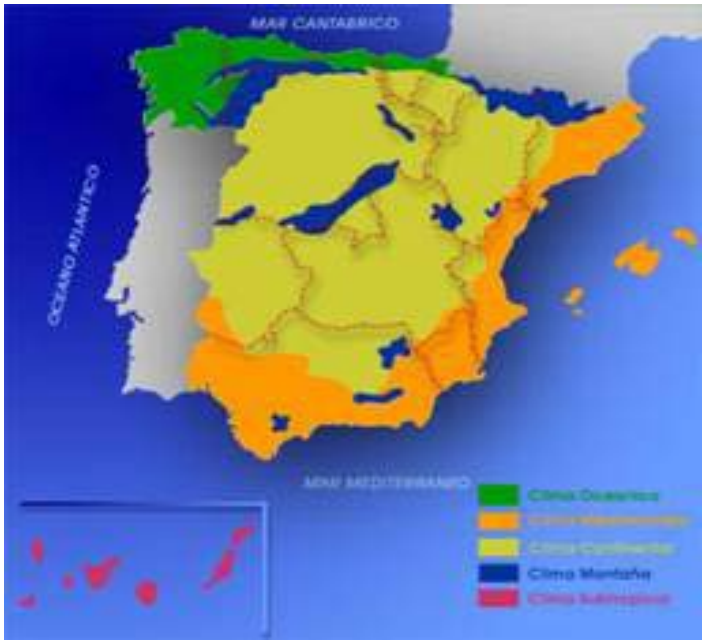 MAR CANTABRICO
OCEANO ATLANTICO
MAR MEDITERRANEO
Clima Oceánico
Clima Mediterráneo
Clima Continental
Clima Montaña
Clima Subtropical